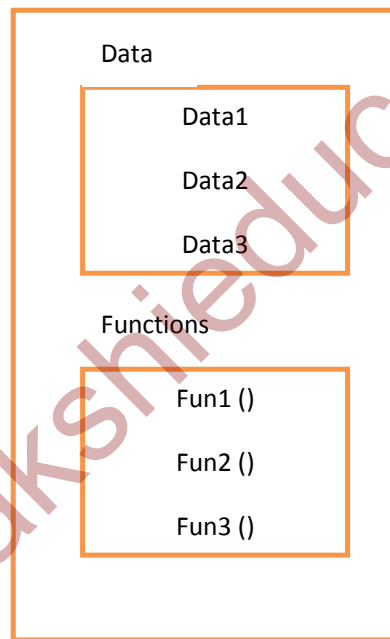 Data
Data1
Data2
Data3
Functions
Fun1 ()
Fun2 ()
Fun3 ()